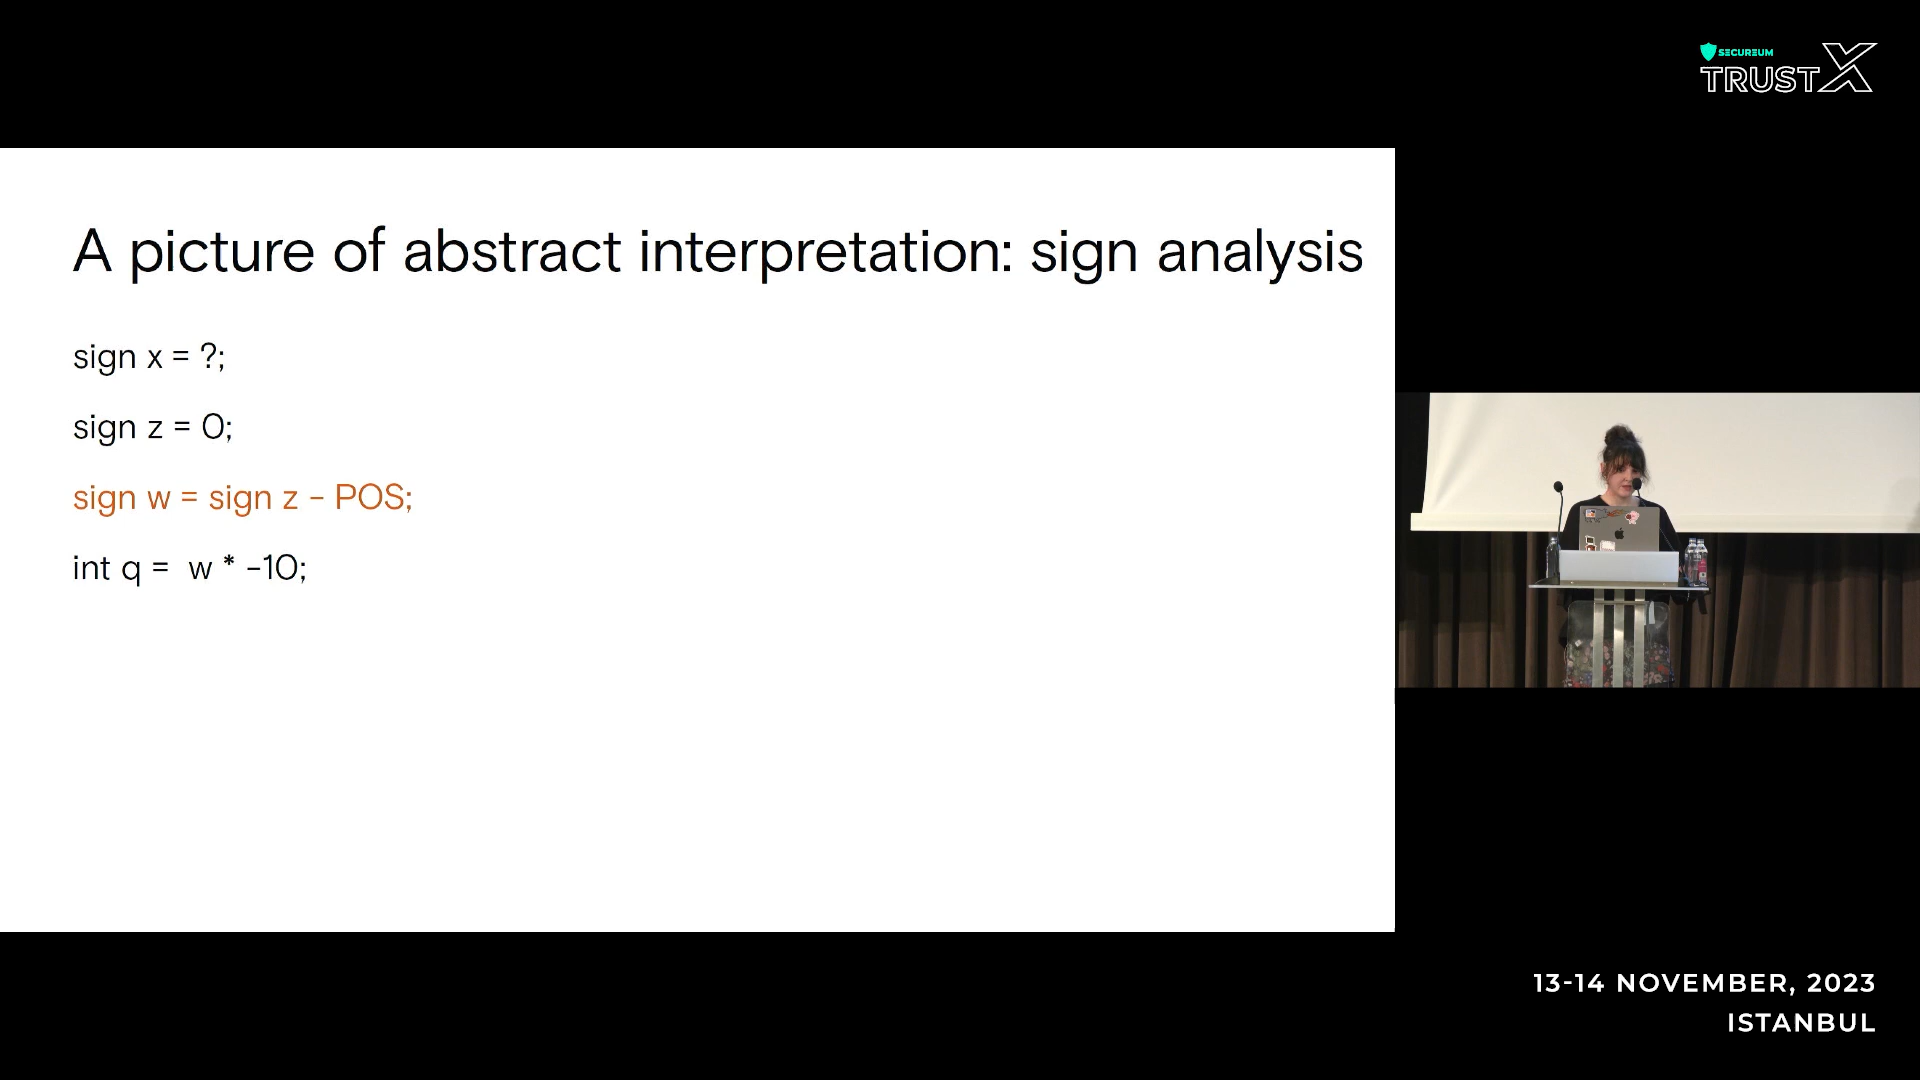 SECUREUM
TRUSTX
A picture of abstract interpretation: sign analysis
sign x = ?;
sign z = 0;
sign w = sign z - POS;
int q = w * -10;
13-14 NOVEMBER, 2023
ISTANBUL